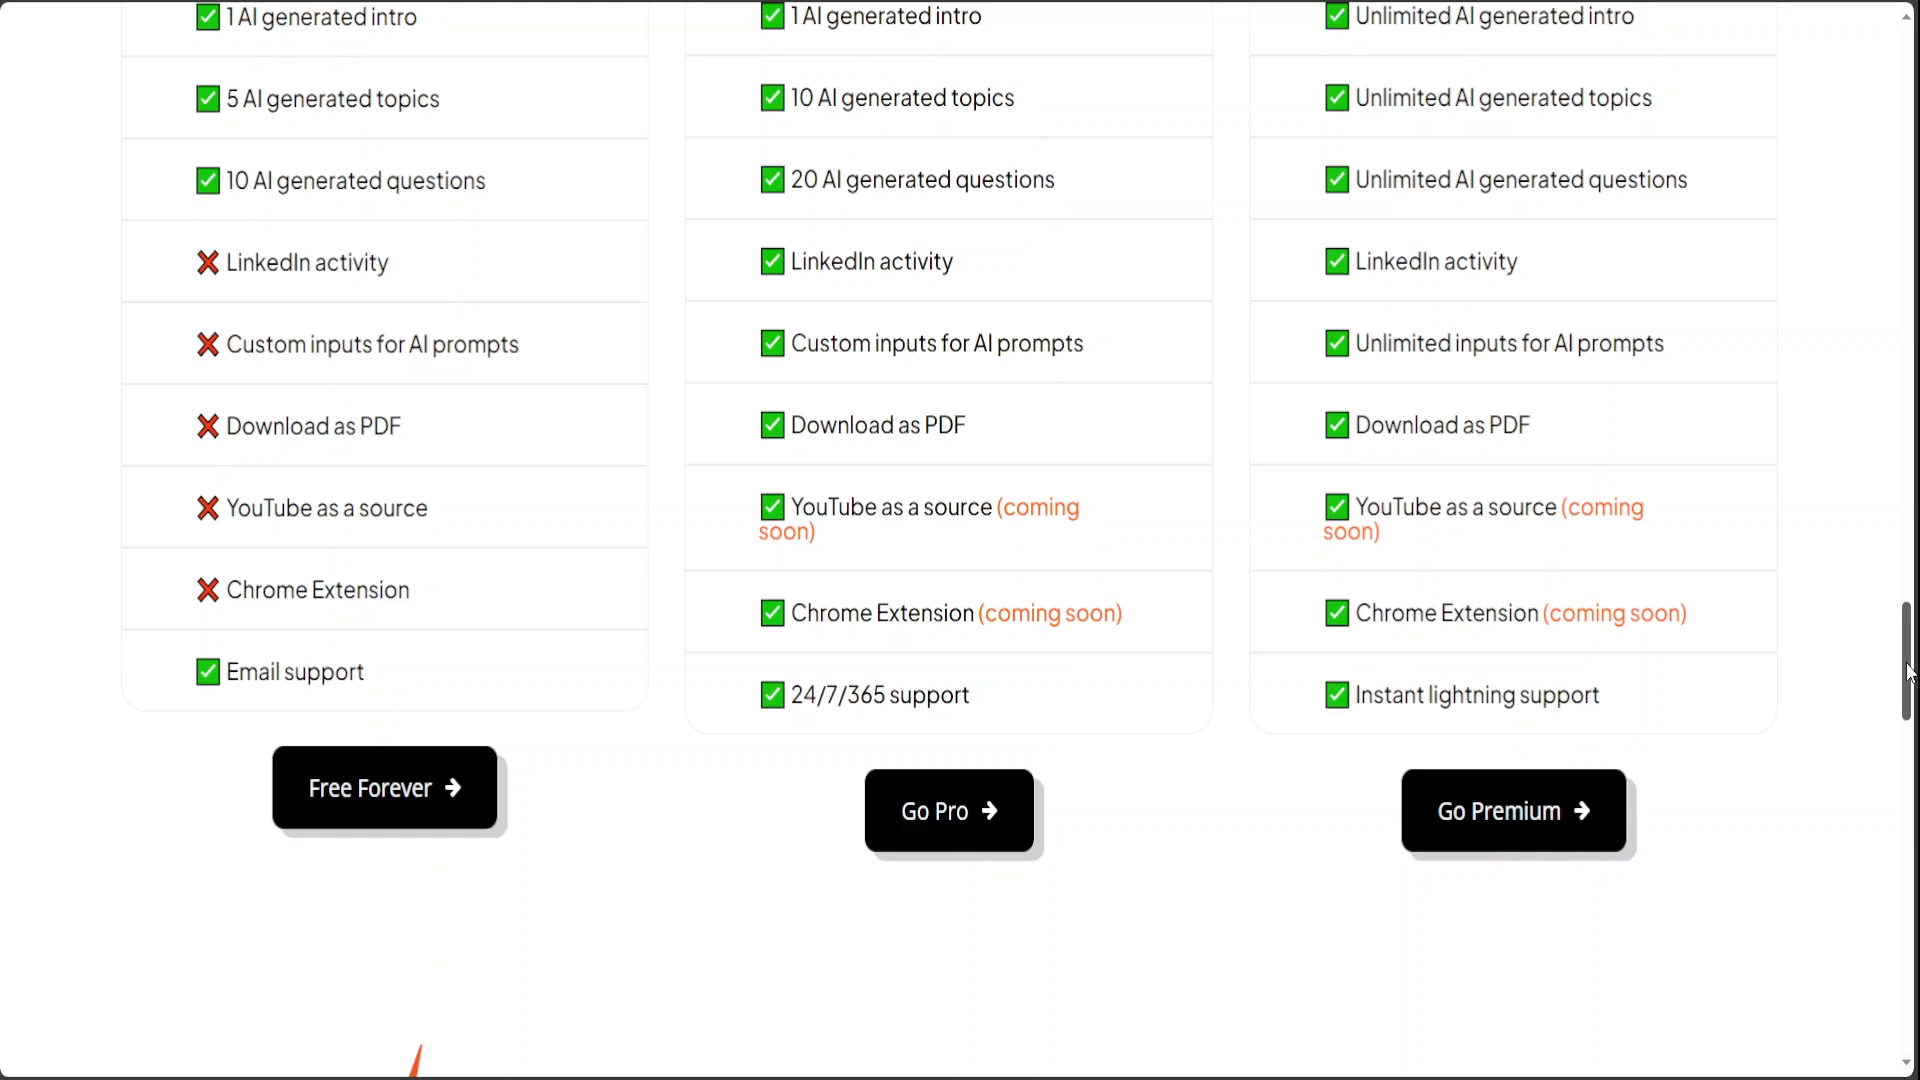 1 AI generated intro
5 AI generated topics
10 AI generated questions
LinkedIn activity
Custom inputs for AI prompts
Download as PDF
YouTube as a source
Chrome Extension
Email support
Free Forever
1 AI generated intro
10 AI generated topics
20 AI generated questions
LinkedIn activity
Custom inputs for AI prompts
Download as PDF
YouTube as a source (coming
soon)
Chrome Extension (coming soon)
24/7/365 support
Go Pro
Unlimited AI generated intro
Unlimited AI generated topics
Unlimited AI generated questions
LinkedIn activity
Unlimited inputs for AI prompts
Download as PDF
YouTube as a source (coming
soon)
Chrome Extension (coming soon)
Instant lightning support
Go Premium